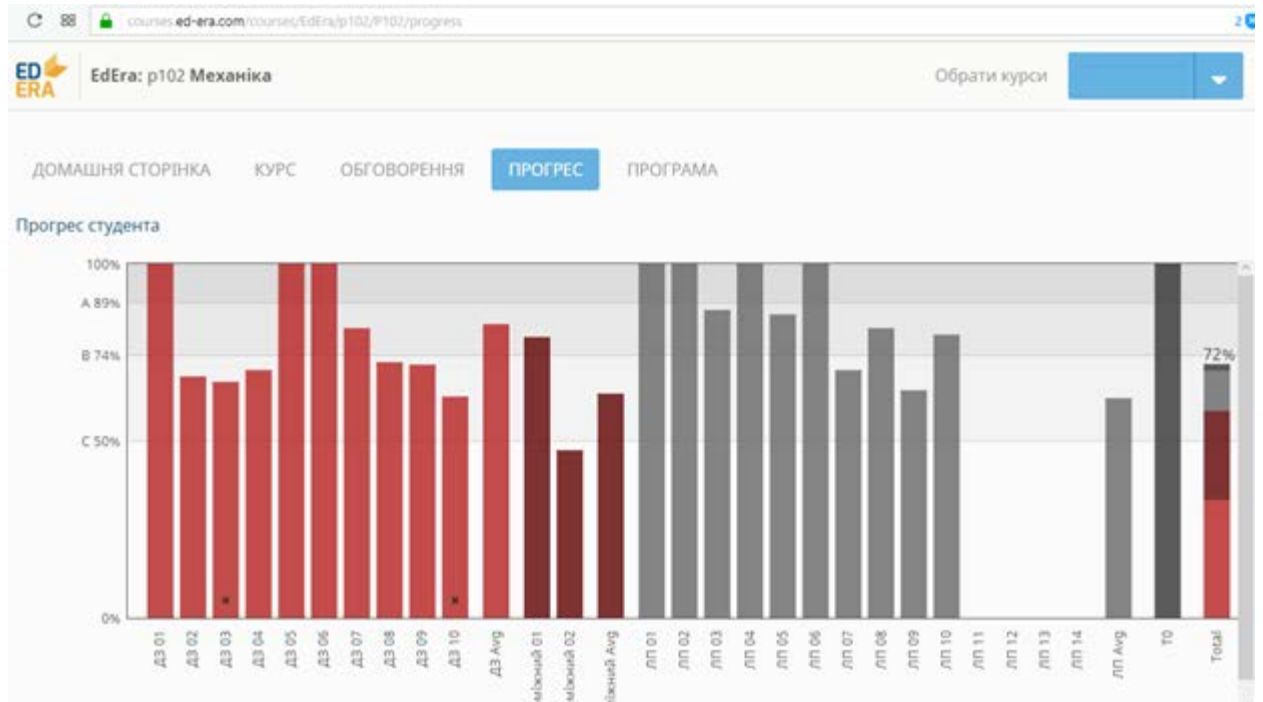 courses.ed-era.com/courses/EdEra/p102/P102/progress
2
ED
ERA
EdEra: p102 Механіка
Обрати курси
ДОМАШНЯ СТОРІНКА КУРС ОБГОВОРЕННЯ ПРОГРЕС ПРОГРАМА
Прогрес студента
100%
A 89%
B 74%
72%
C 50%
0%
ДЗ 01
ДЗ 02
ДЗ 03
ДЗ 04
ДЗ 05
ДЗ 06
ДЗ 07
ДЗ 08
ДЗ 09
ДЗ 10
ДЗ Avg
міжний 01
міжний 02
іжний Avg
ЛП 01
ЛП 02
ЛП 03
ЛП 04
ЛП 05
ЛП 06
ЛП 07
ЛП 08
ЛП 09
ЛП 10
ЛП 11
ЛП 12
ЛП 13
ЛП 14
ЛП Avg
Т0
Total